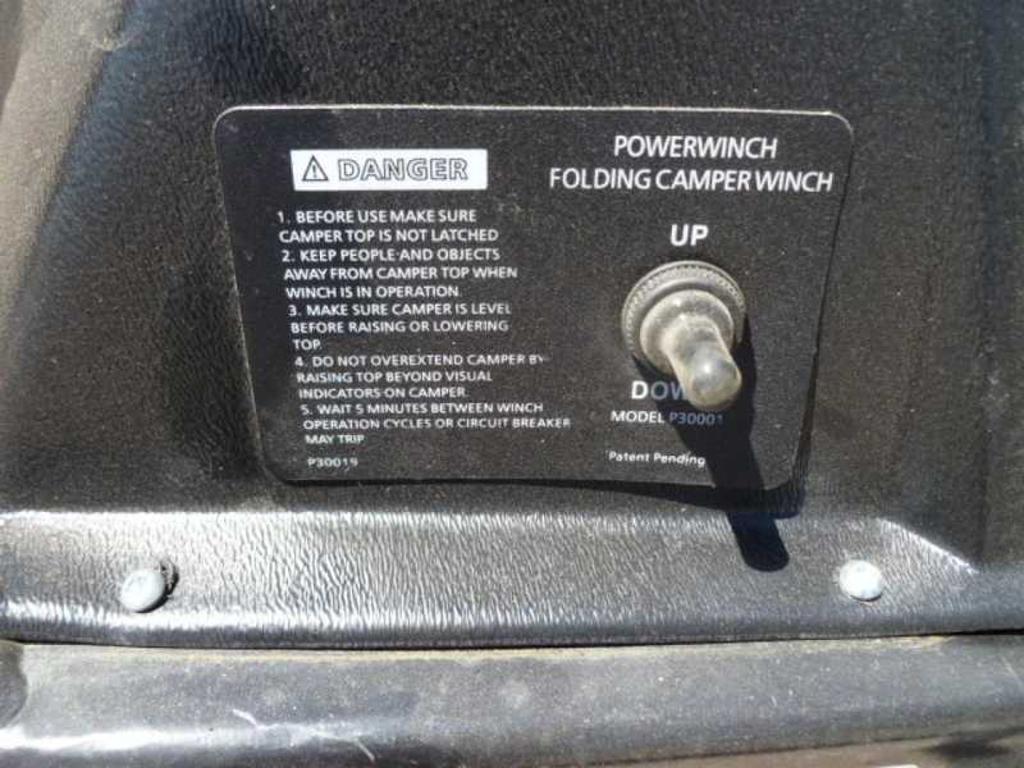 DANGER
1. BEFORE USE MAKE SURE
CAMPER TOP IS NOT LATCHED
2. KEEP PEOPLE AND OBJECTS
AWAY FROM CAMPER TOP WHEN
WINCH IS IN OPERATION.
3. MAKE SURE CAMPER IS LEVEL
BEFORE RAISING OR LOWERING
TOP.
4. DO NOT OVEREXTEND CAMPER BY
RAISING TOP BEYOND VISUAL
INDICATORS ON CAMPER.
5. WAIT 5 MINUTES BETWEEN WINCH
OPERATION CYCLES OR CIRCUIT BREAKER
MAY TRIP
P30019
POWERWINCH
FOLDING CAMPER WINCH
UP
DOWN
MODEL P30001
Patent Pending